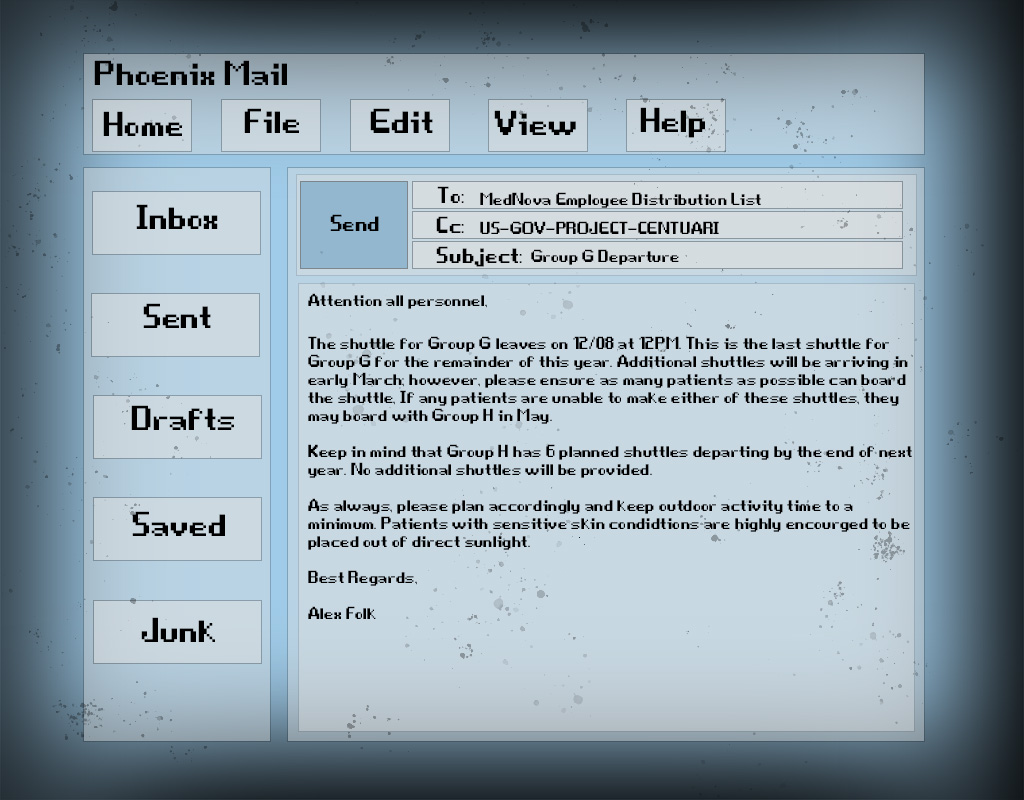 Phoenix Mail
Home File Edit View Help
Inbox
Sent
Drafts
Saved
Junk
Send
To: MedNova Employee Distribution List
Cc: US-GOV-PROJECT-CENTUARI
Subject: Group G Departure
Attention all personnel,
The shuttle for Group G leaves on 12/08 at 12PM. This is the last shuttle for
Group G for the remainder of this year. Additional shuttles will be arriving in
early March; however, please ensure as many patients as possible can board
the shuttle. If any patients are unable to make either of these shuttles, they
may board with Group H in May.
Keep in mind that Group H has 6 planned shuttles departing by the end of next
year. No additional shuttles will be provided.
As always, please plan accordingly and keep outdoor activity time to a
minimum. Patients with sensitive skin condidtions are highly encourged to be
placed out of direct sunlight.
Best Regards,
Alex Folk